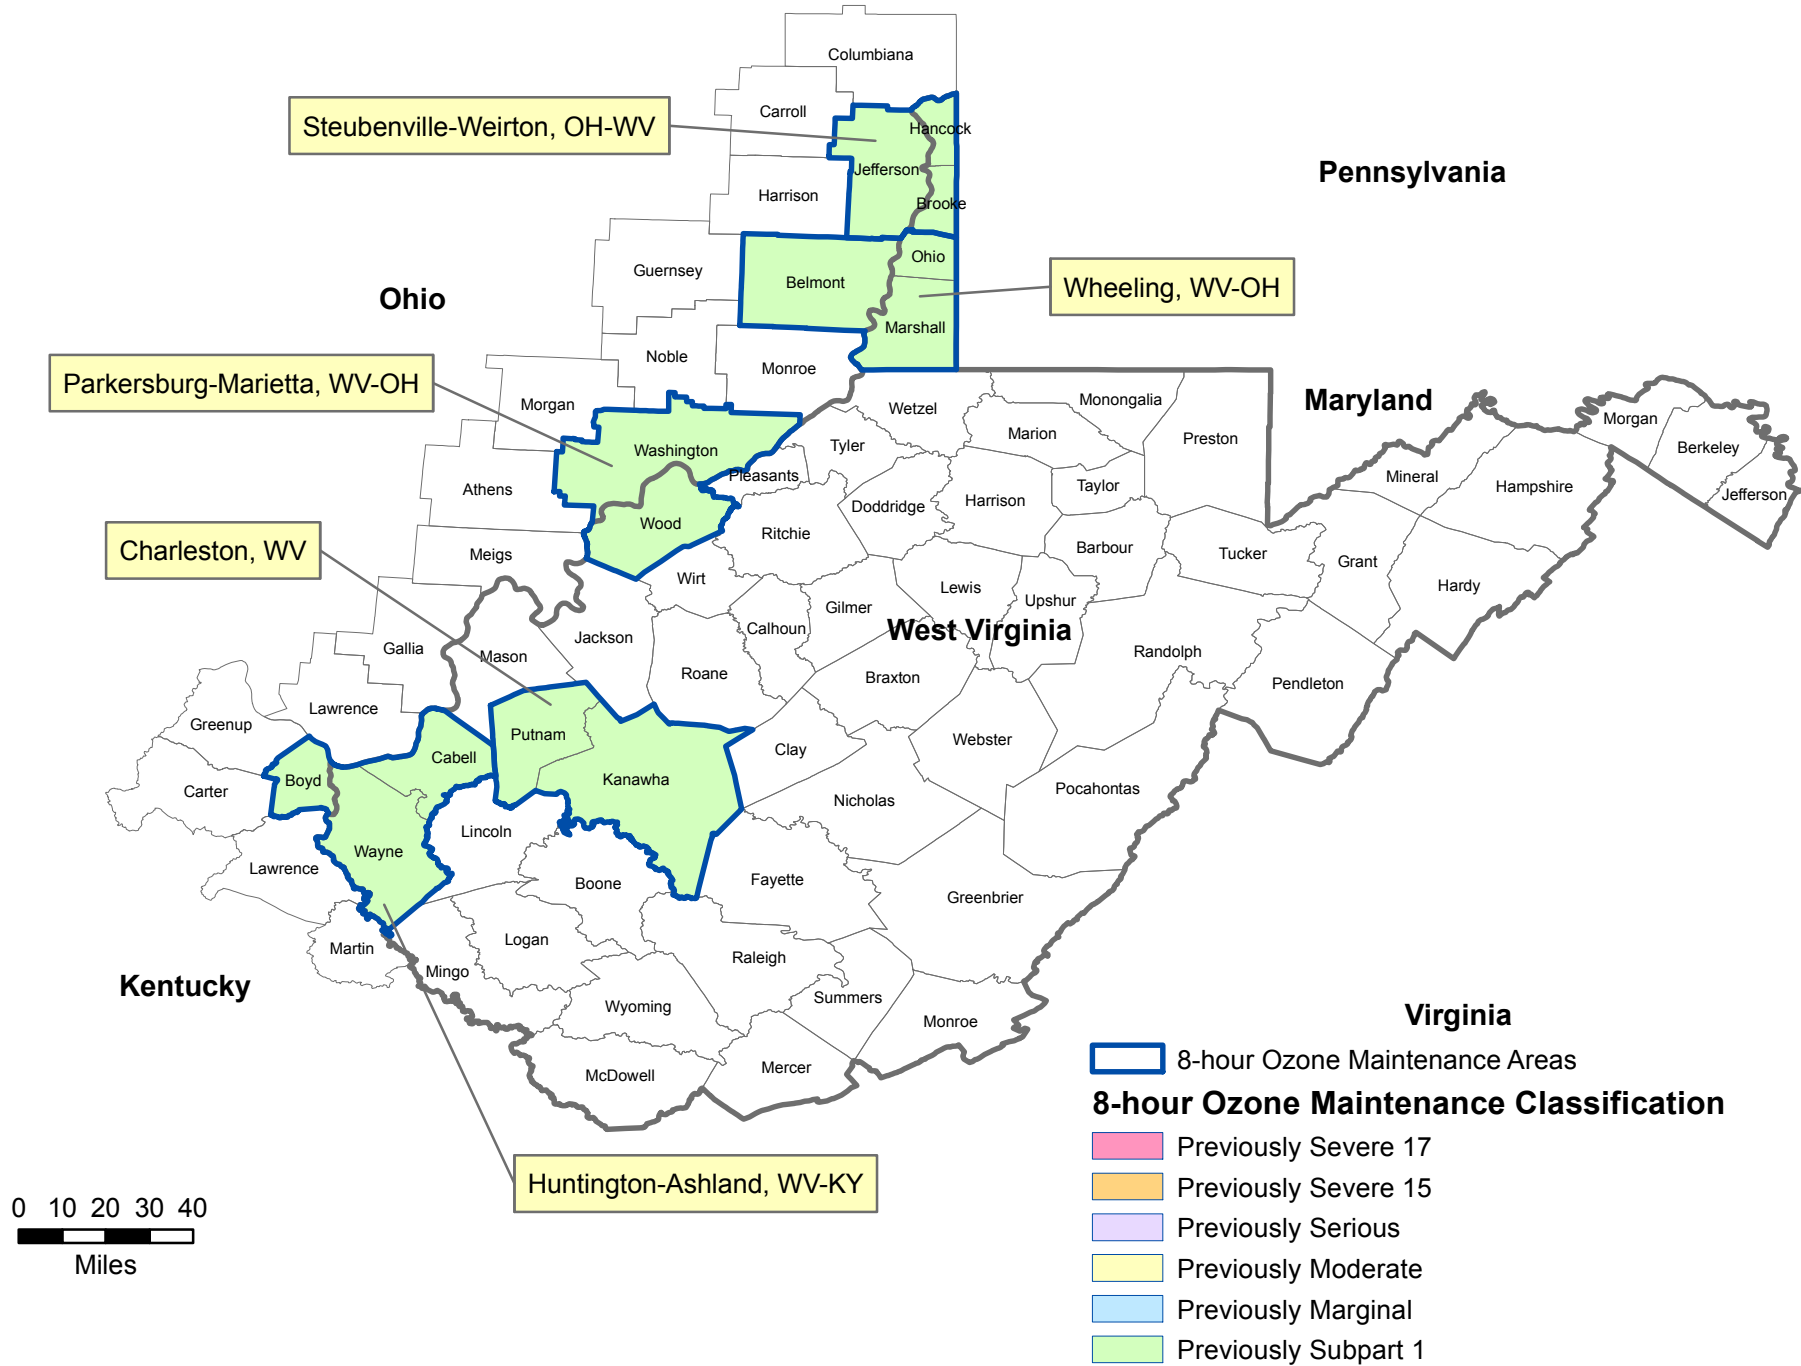 Columbiana
Carroll
Steubenville-Weirton, OH-WV
Hancock
Jefferson
Pennsylvania
Harrison
Brooke
Ohio
Guernsey
Belmont
Wheeling, WV-OH
Ohio
Marshall
Noble
Monroe
Parkersburg-Marietta, WV-OH
Morgan
Wetzel
Monongalia
Maryland
Morgan
Marion
Preston
Tyler
Washington
Berkeley
Pleasants
Mineral
Hampshire
Jefferson
Athens
Taylor
Harrison
Doddridge
Wood
Ritchie
Charleston, WV
Meigs
Barbour
Tucker
Grant
Hardy
Wirt
Lewis
Upshur
Gilmer
Calhoun
West Virginia
Jackson
Gallia
Mason
Randolph
Roane
Braxton
Pendleton
Lawrence
Greenup
Putnam
Webster
Clay
Cabell
Boyd
Kanawha
Carter
Pocahontas
Nicholas
Lincoln
Wayne
Lawrence
Boone
Fayette
Greenbrier
Logan
Martin
Raleigh
Mingo
Kentucky
Summers
Wyoming
Monroe
Virginia
Mercer
McDowell
8-hour Ozone Maintenance Areas
8-hour Ozone Maintenance Classification
Previously Severe 17
Previously Severe 15
Previously Serious
Previously Moderate
Previously Marginal
Previously Subpart 1
Huntington-Ashland, WV-KY
0 10 20 30 40
Miles